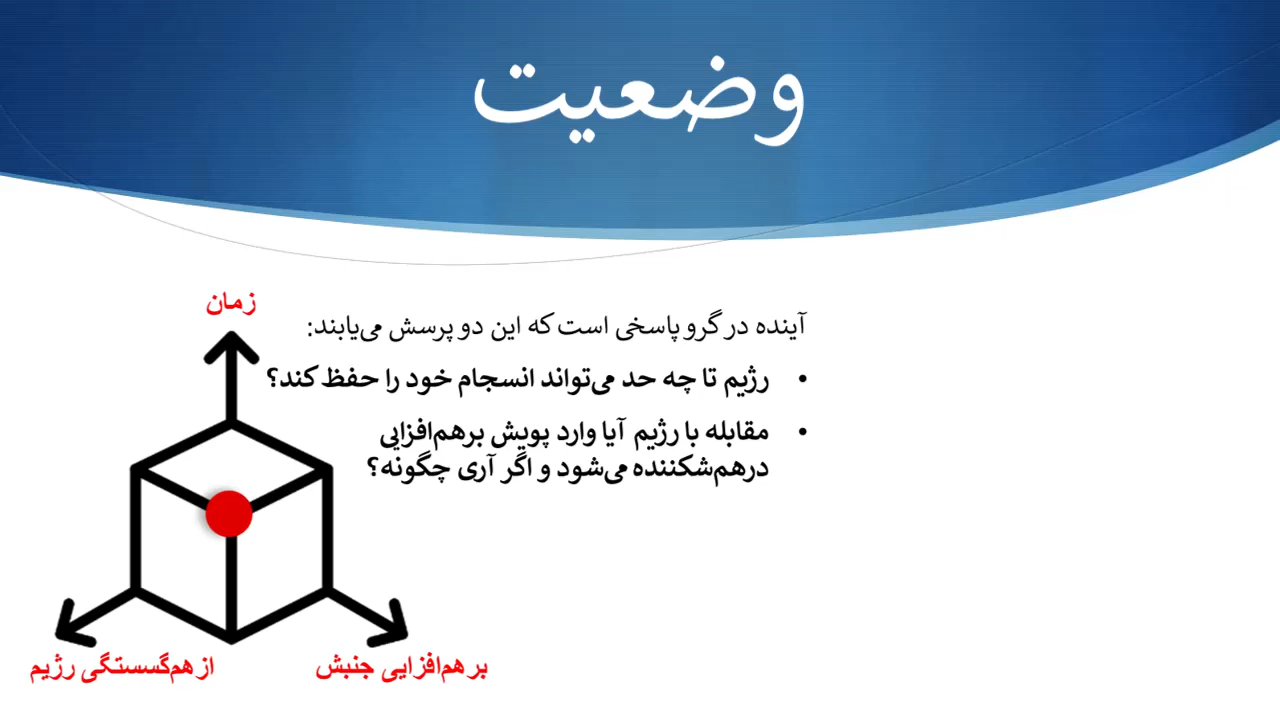 وضعیت
زمان
آینده در گرو پاسخی است که این دو پرسش می‌یابند:
• رژیم تا چه حد می‌تواند انسجام خود را حفظ کند؟
• مقابله با رژیم آیا وارد پویش برهم‌افزایی
درهم‌شکننده می‌شود و اگر آری چگونه؟
برهم‌افزایی جنبش
ازهم‌گسستگی رژیم